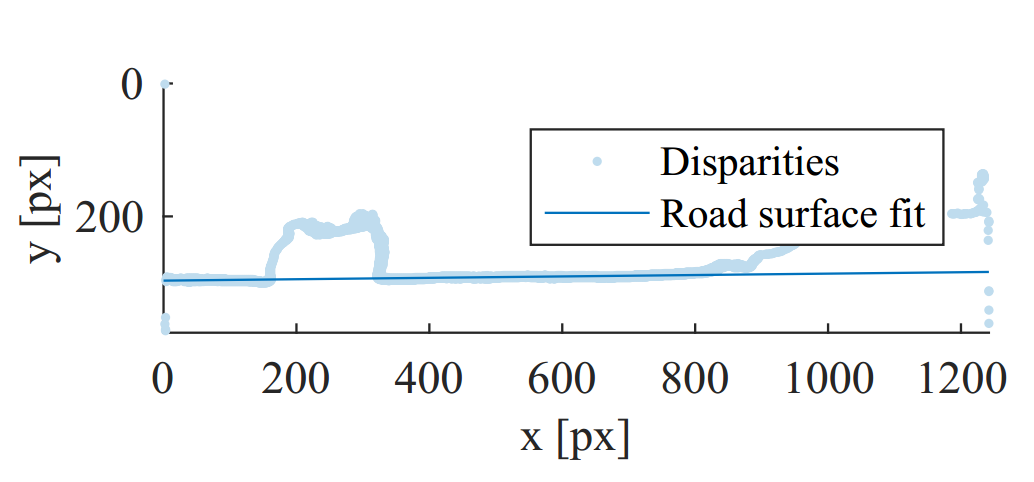 0
200
y [px]
Disparities
Road surface fit
0 200 400 600 800 1000 1200
x [px]